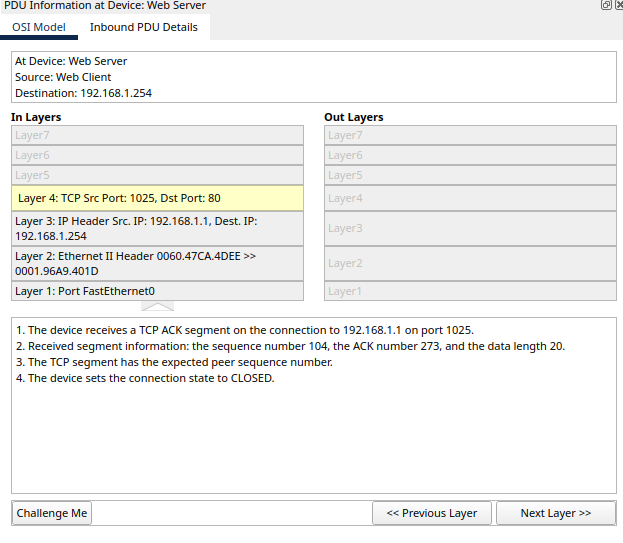 PDU Information at Device: Web Server
OSI Model Inbound PDU Details
At Device: Web Server
Source: Web Client
Destination: 192.168.1.254
In Layers Out Layers
Layer7 Layer7
Layer6 Layer6
Layer5 Layer5
Layer 4: TCP Src Port: 1025, Dst Port: 80 Layer4
Layer 3: IP Header Src. IP: 192.168.1.1, Dest. IP:
192.168.1.254 Layer3
Layer 2: Ethernet II Header 0060.47CA.4DEE >>
0001.96A9.401D Layer2
Layer 1: Port FastEthernet0 Layer1
1. The device receives a TCP ACK segment on the connection to 192.168.1.1 on port 1025.
2. Received segment information: the sequence number 104, the ACK number 273, and the data length 20.
3. The TCP segment has the expected peer sequence number.
4. The device sets the connection state to CLOSED.
Challenge Me << Previous Layer Next Layer >>